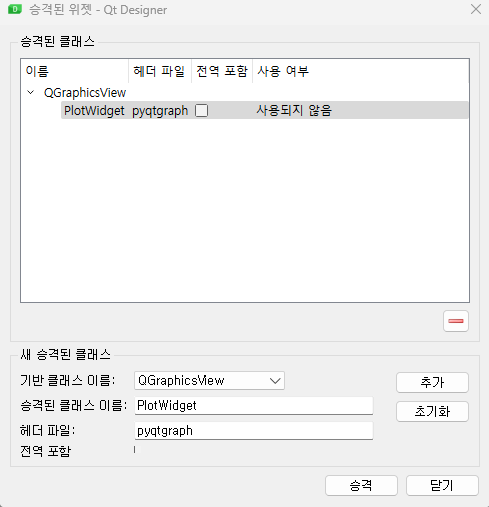 승격된 위젯 - Qt Designer
승격된 클래스
이름 헤더 파일 전역 포함 사용 여부
QGraphicsView
PlotWidget pyqtgraph 사용되지 않음
새 승격된 클래스
기반 클래스 이름: QGraphicsView 추가
승격된 클래스 이름: PlotWidget 초기화
헤더 파일: pyqtgraph
전역 포함
승격 닫기